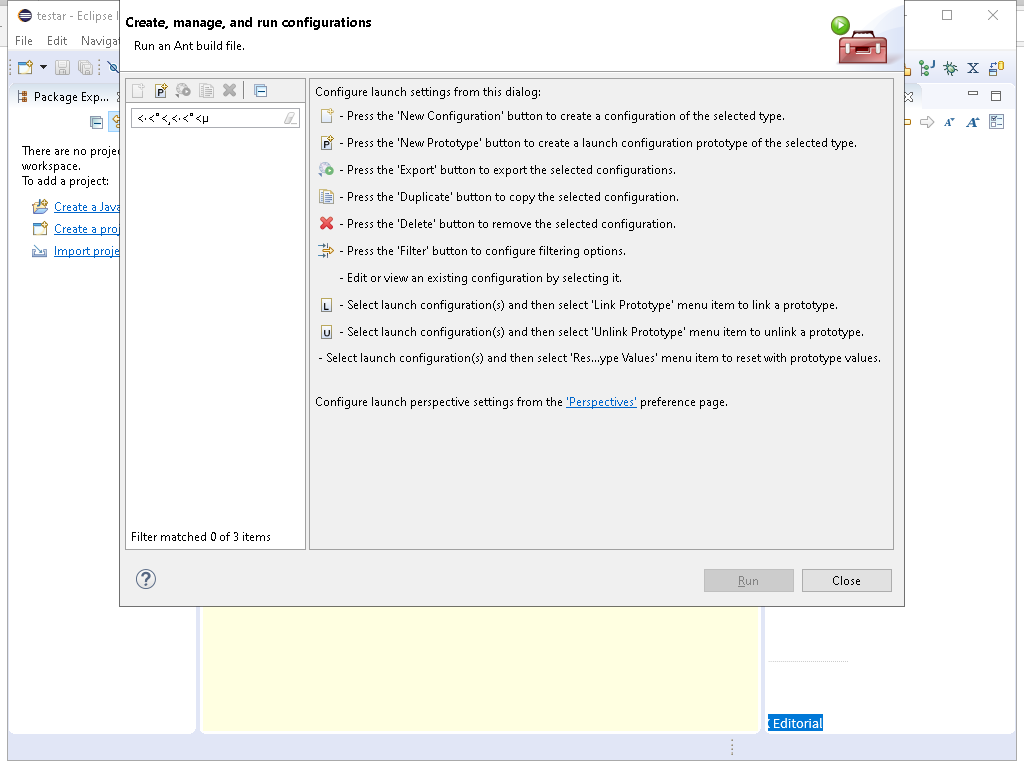 testar - Eclipse I
File Edit Naviga
Package Exp...
There are no proje
workspace.
To add a project:
Create a Java
Create a proj
Import proje
Create, manage, and run configurations
Run an Ant build file.
<·<°<¸<·<°<µ
Filter matched 0 of 3 items
Configure launch settings from this dialog:
- Press the 'New Configuration' button to create a configuration of the selected type.
- Press the 'New Prototype' button to create a launch configuration prototype of the selected type.
- Press the 'Export' button to export the selected configurations.
- Press the 'Duplicate' button to copy the selected configuration.
- Press the 'Delete' button to remove the selected configuration.
- Press the 'Filter' button to configure filtering options.
- Edit or view an existing configuration by selecting it.
L - Select launch configuration(s) and then select 'Link Prototype' menu item to link a prototype.
U - Select launch configuration(s) and then select 'Unlink Prototype' menu item to unlink a prototype.
- Select launch configuration(s) and then select 'Res...ype Values' menu item to reset with prototype values.
Configure launch perspective settings from the 'Perspectives' preference page.
Run Close
Editorial